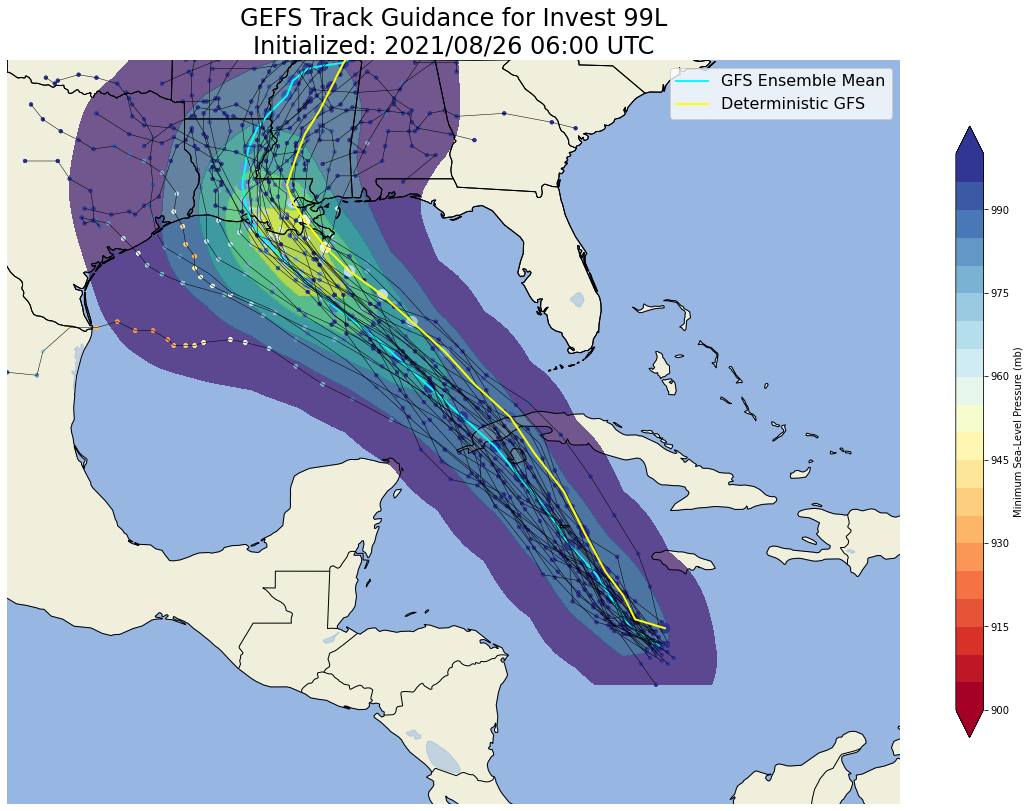 GEFS Track Guidance for Invest 99L
Initialized: 2021/08/26 06:00 UTC
GFS Ensemble Mean
Deterministic GFS
990
975
960
945
930
915
900
Minimum Sea-Level Pressure (mb)